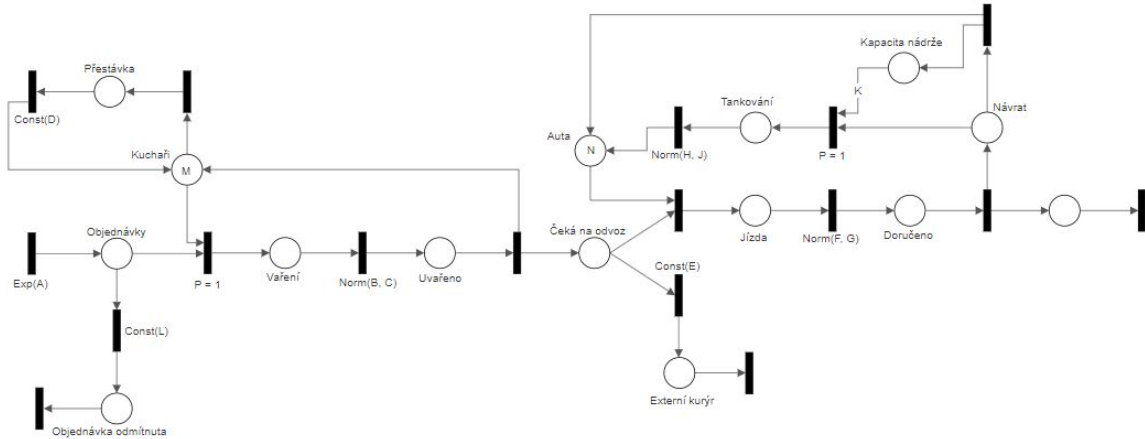 Kapacita nádrže
Přestávka
K
Tankování
Návrat
Const(D)
Auta
N
Norm(H, J)
P = 1
Kuchaři
M
Objednávky
Čeká na odvoz
Jízda
Norm(F, G)
Doručeno
Exp(A)
P = 1
Vaření
Norm(B, C)
Uvařeno
Const(E)
Const(L)
Externí kurýr
Objednávka odmítnuta